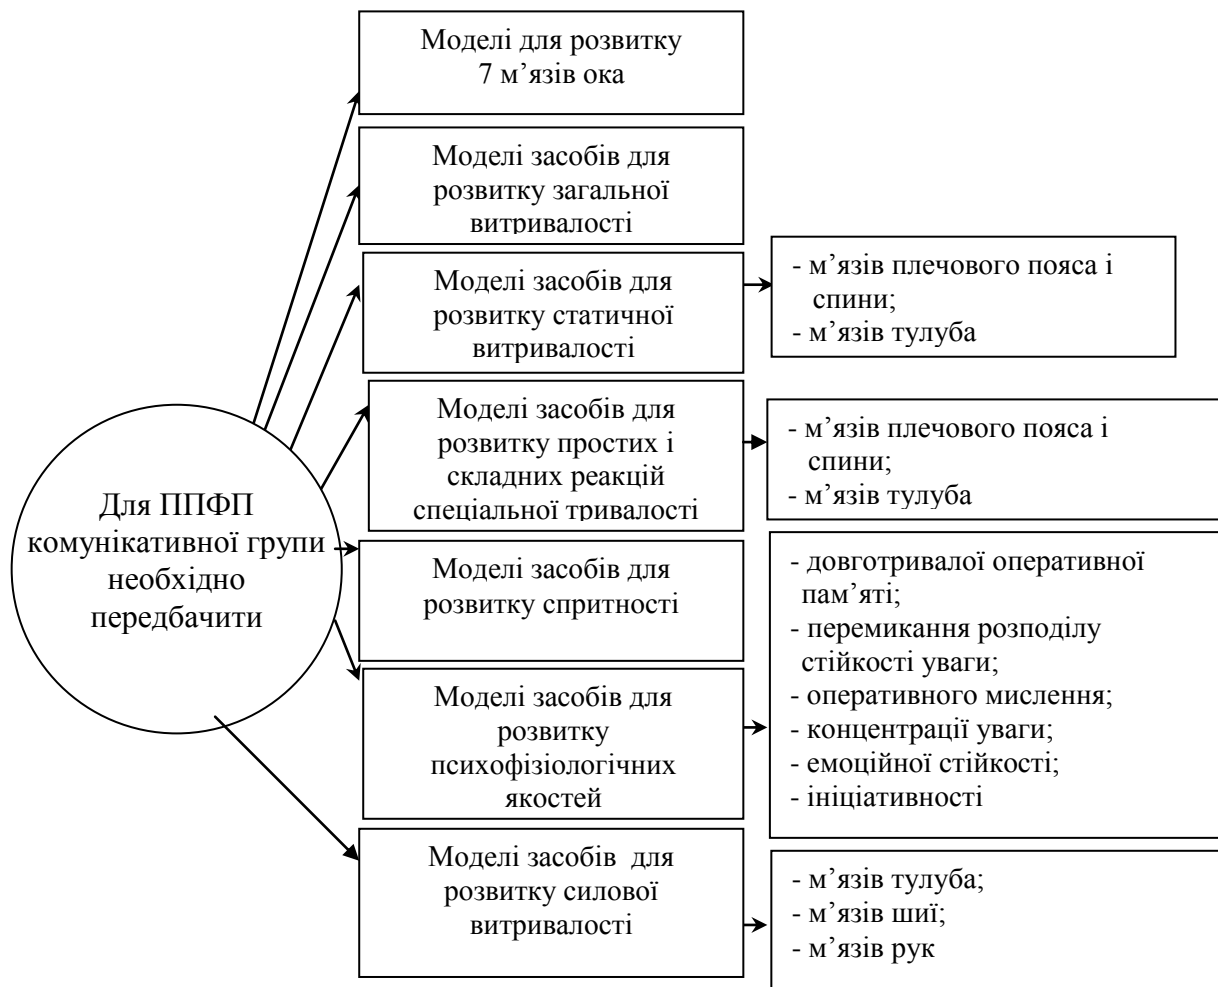 Моделі для розвитку
7 м’язів ока
Моделі засобів для
розвитку загальної
витривалості
Моделі засобів для
розвитку статичної
витривалості
- м’язів плечового пояса і
спини;
- м’язів тулуба
Моделі засобів для
розвитку простих і
складних реакцій
спеціальної тривалості
- м’язів плечового пояса і
спини;
- м’язів тулуба
Для ППФП
комунікативної групи
необхідно
передбачити
Моделі засобів для
розвитку спритності
- довготривалої оперативної
пам’яті;
- перемикання розподілу
стійкості уваги;
- оперативного мислення;
- концентрації уваги;
- емоційної стійкості;
- ініціативності
Моделі засобів для
розвитку
психофізіологічних
якостей
Моделі засобів для
розвитку силової
витривалості
- м’язів тулуба;
- м’язів шиї;
- м’язів рук